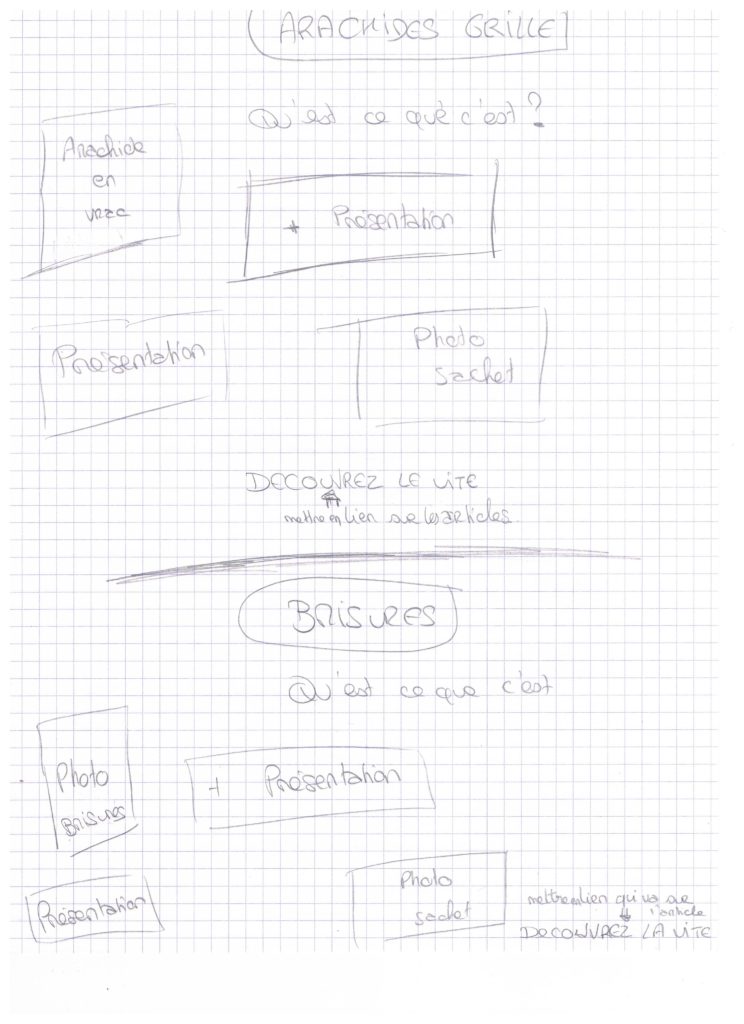 ARACHIDES GRILLE
Qu'est ce que c'est ?
Arachide
en
vrac
+ Présentation
Présentation
Photo
sachet
DECOUVREZ LE VITE
mettre en lien sur les articles
BRISURES
Qu'est ce que c'est
Photo
BRISURES
+ Présentation
Présentation
Photo
sachet
mettre en lien qui va sur
l'article
DECOUVREZ LA VITE